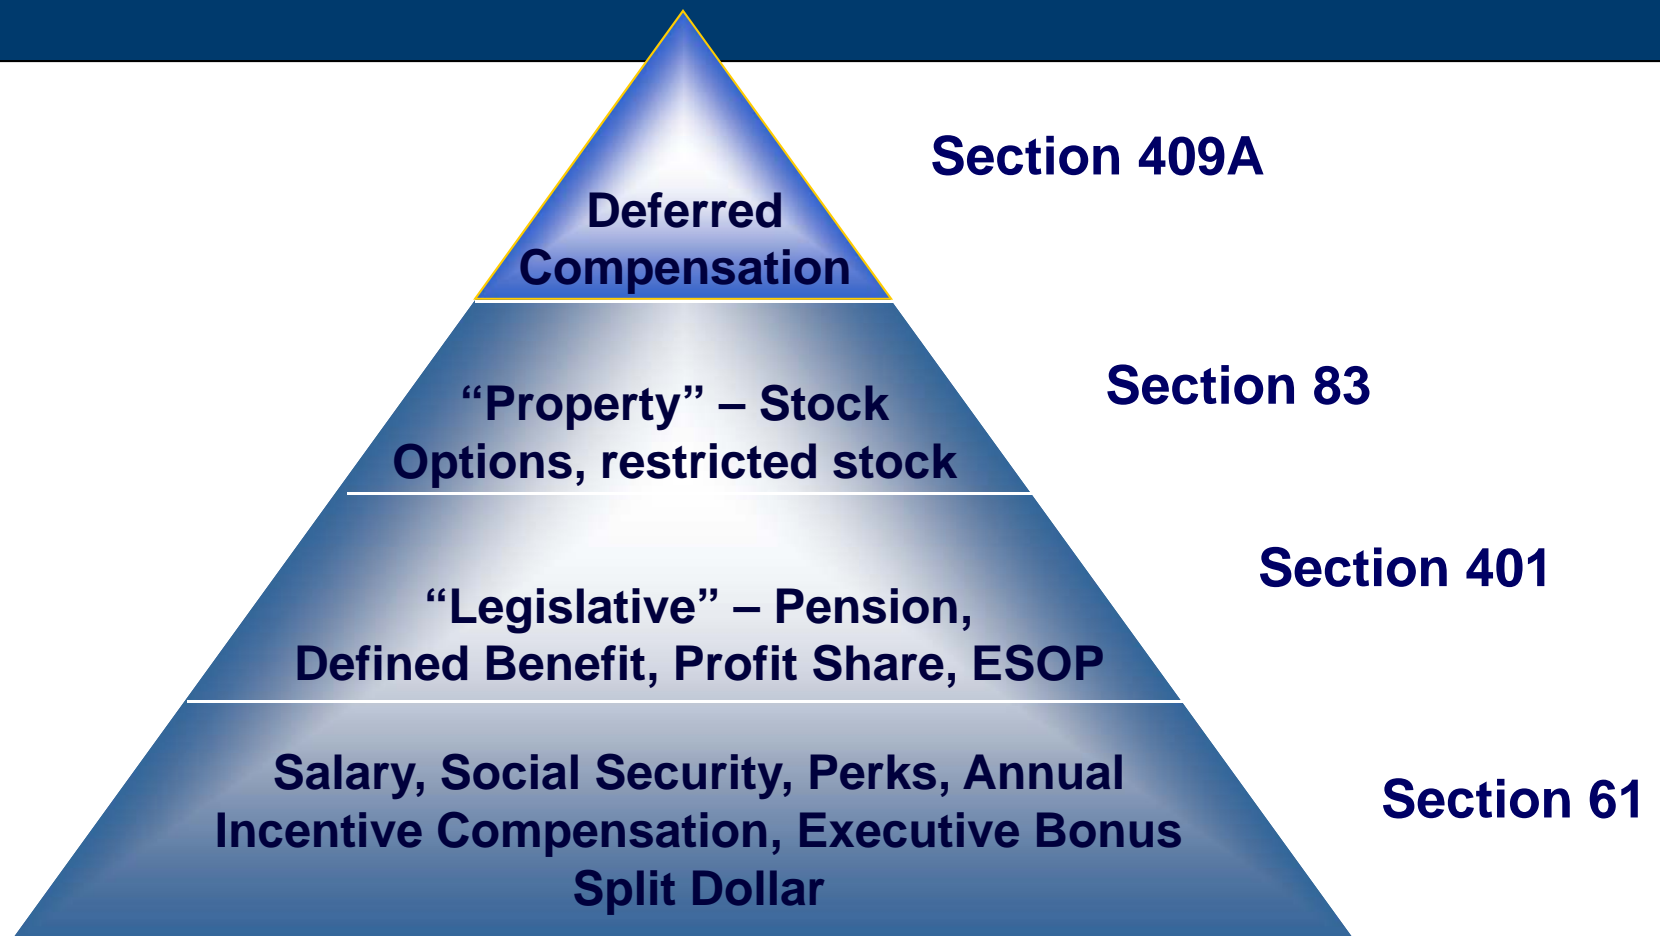 Section 409A
Deferred
Compensation
“Property” – Stock
Options, restricted stock
Section 83
“Legislative” – Pension,
Defined Benefit, Profit Share, ESOP
Section 401
Salary, Social Security, Perks, Annual
Incentive Compensation, Executive Bonus
Split Dollar
Section 61